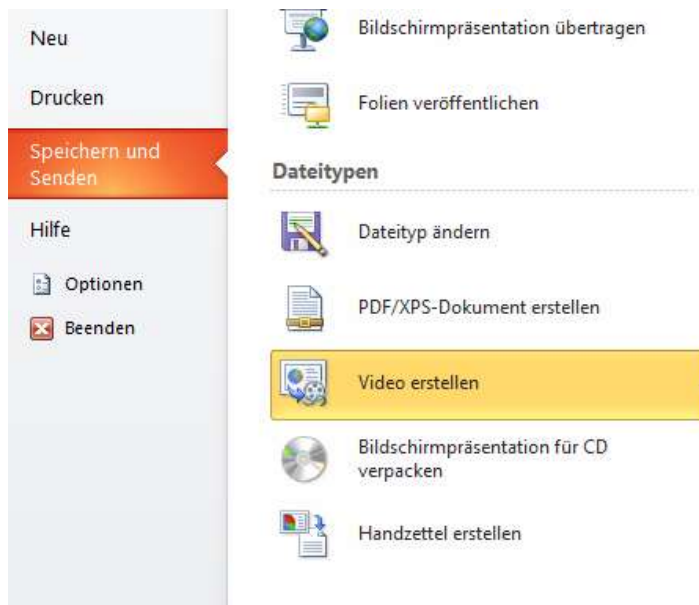 Neu
Drucken
Speichern und
Senden
Hilfe
Optionen
Beenden
Bildschirmpräsentation übertragen
Folien veröffentlichen
Dateitypen
Dateityp ändern
PDF/XPS-Dokument erstellen
Video erstellen
Bildschirmpräsentation für CD
verpacken
Handzettel erstellen